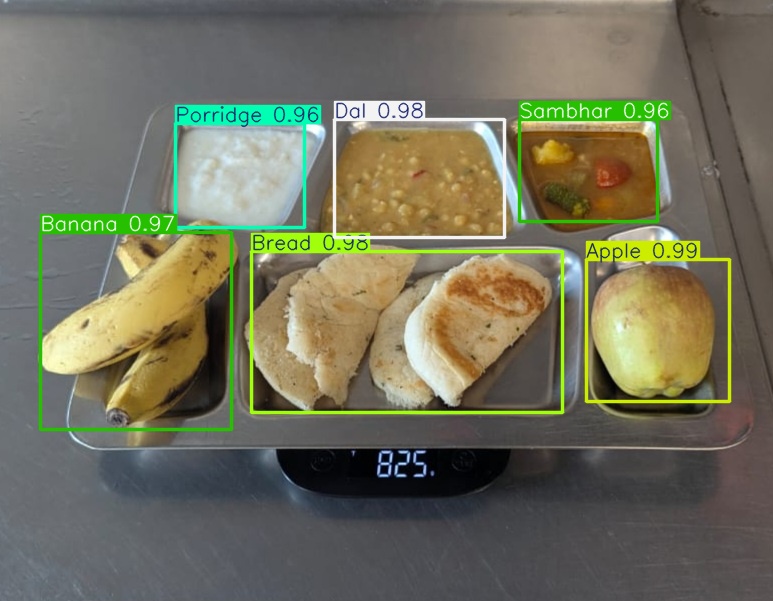 Porridge 0.96
Dal 0.98
Sambhar 0.96
Banana 0.97
Bread 0.98
Apple 0.99
825.